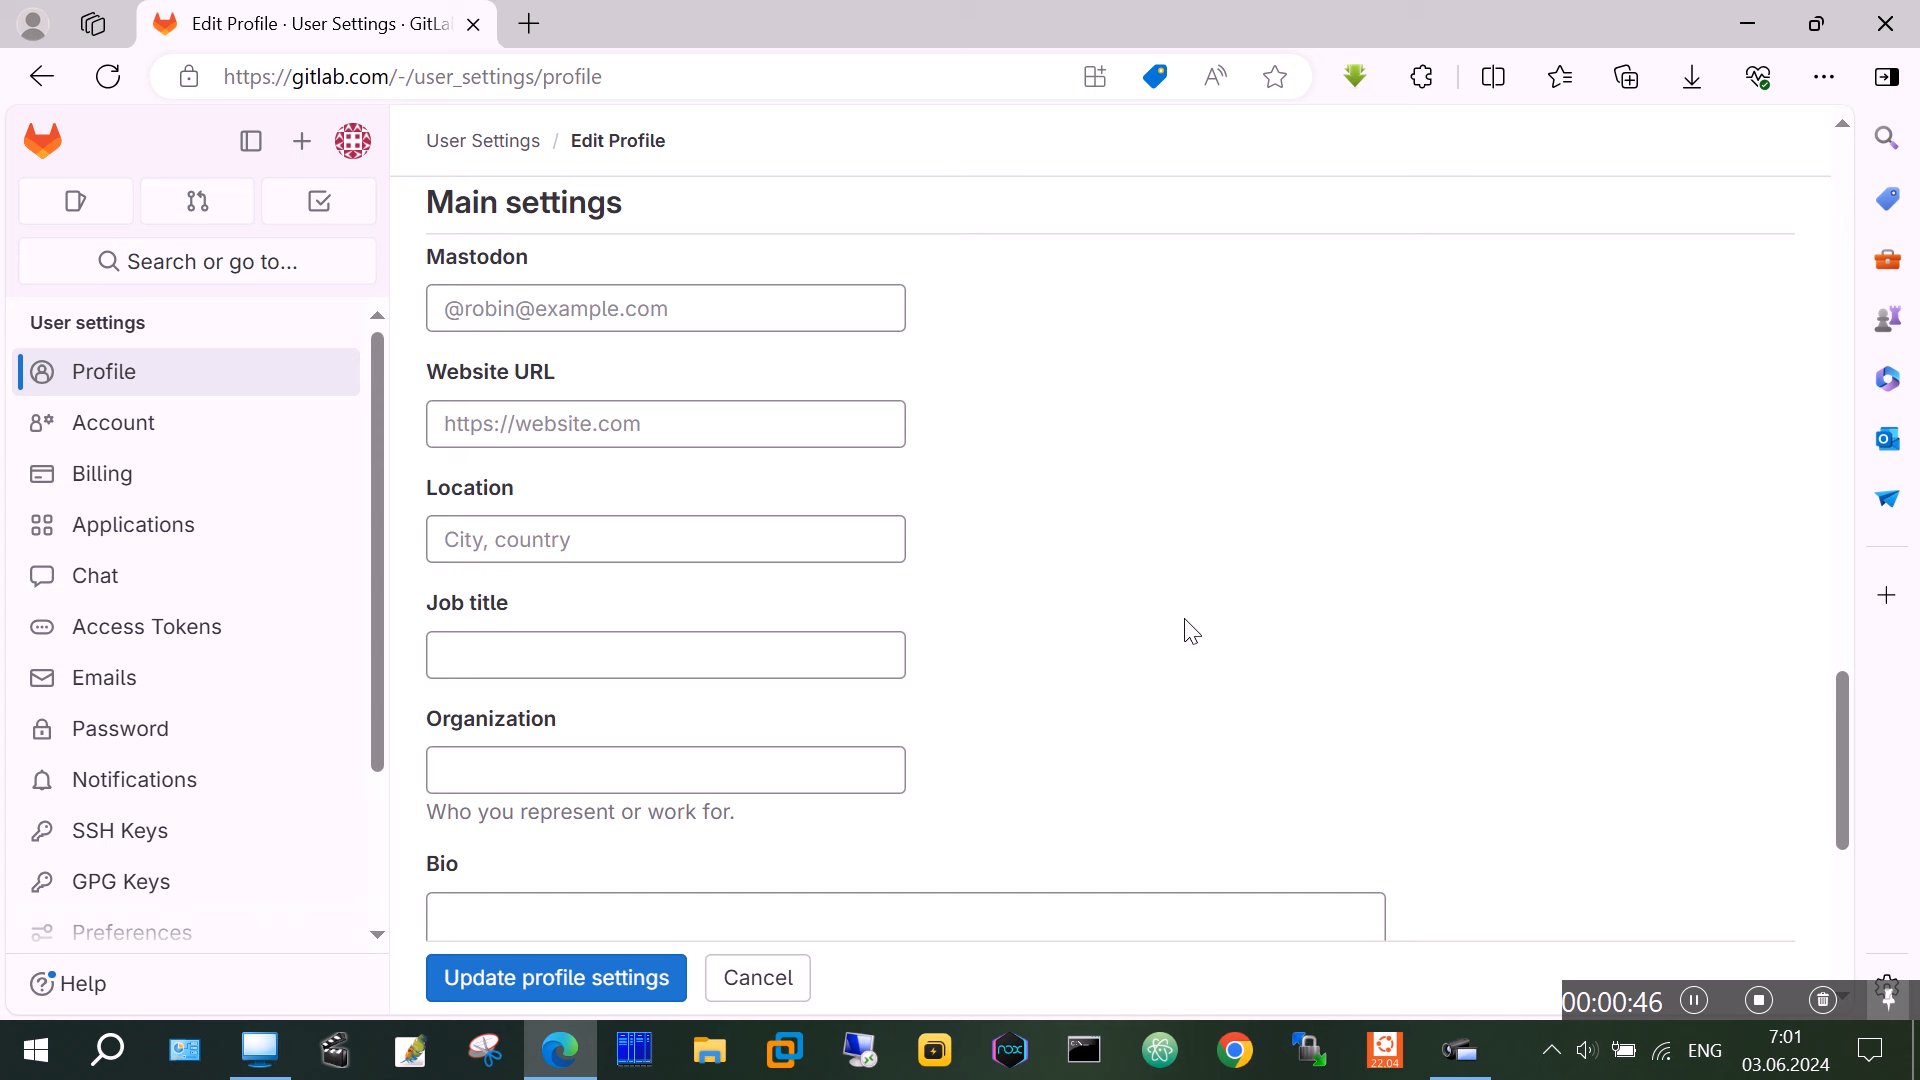 Edit Profile · User Settings · GitLa
https://gitlab.com/-/user_settings/profile
User Settings / Edit Profile
Search or go to...
User settings
Profile
Account
Billing
Applications
Chat
Access Tokens
Emails
Password
Notifications
SSH Keys
GPG Keys
Preferences
Help
Main settings
Mastodon
@robin@example.com
Website URL
https://website.com
Location
City, country
Job title
Organization
Who you represent or work for.
Bio
Update profile settings
Cancel
00:00:46
nox
22.04
ENG
7:01
03.06.2024